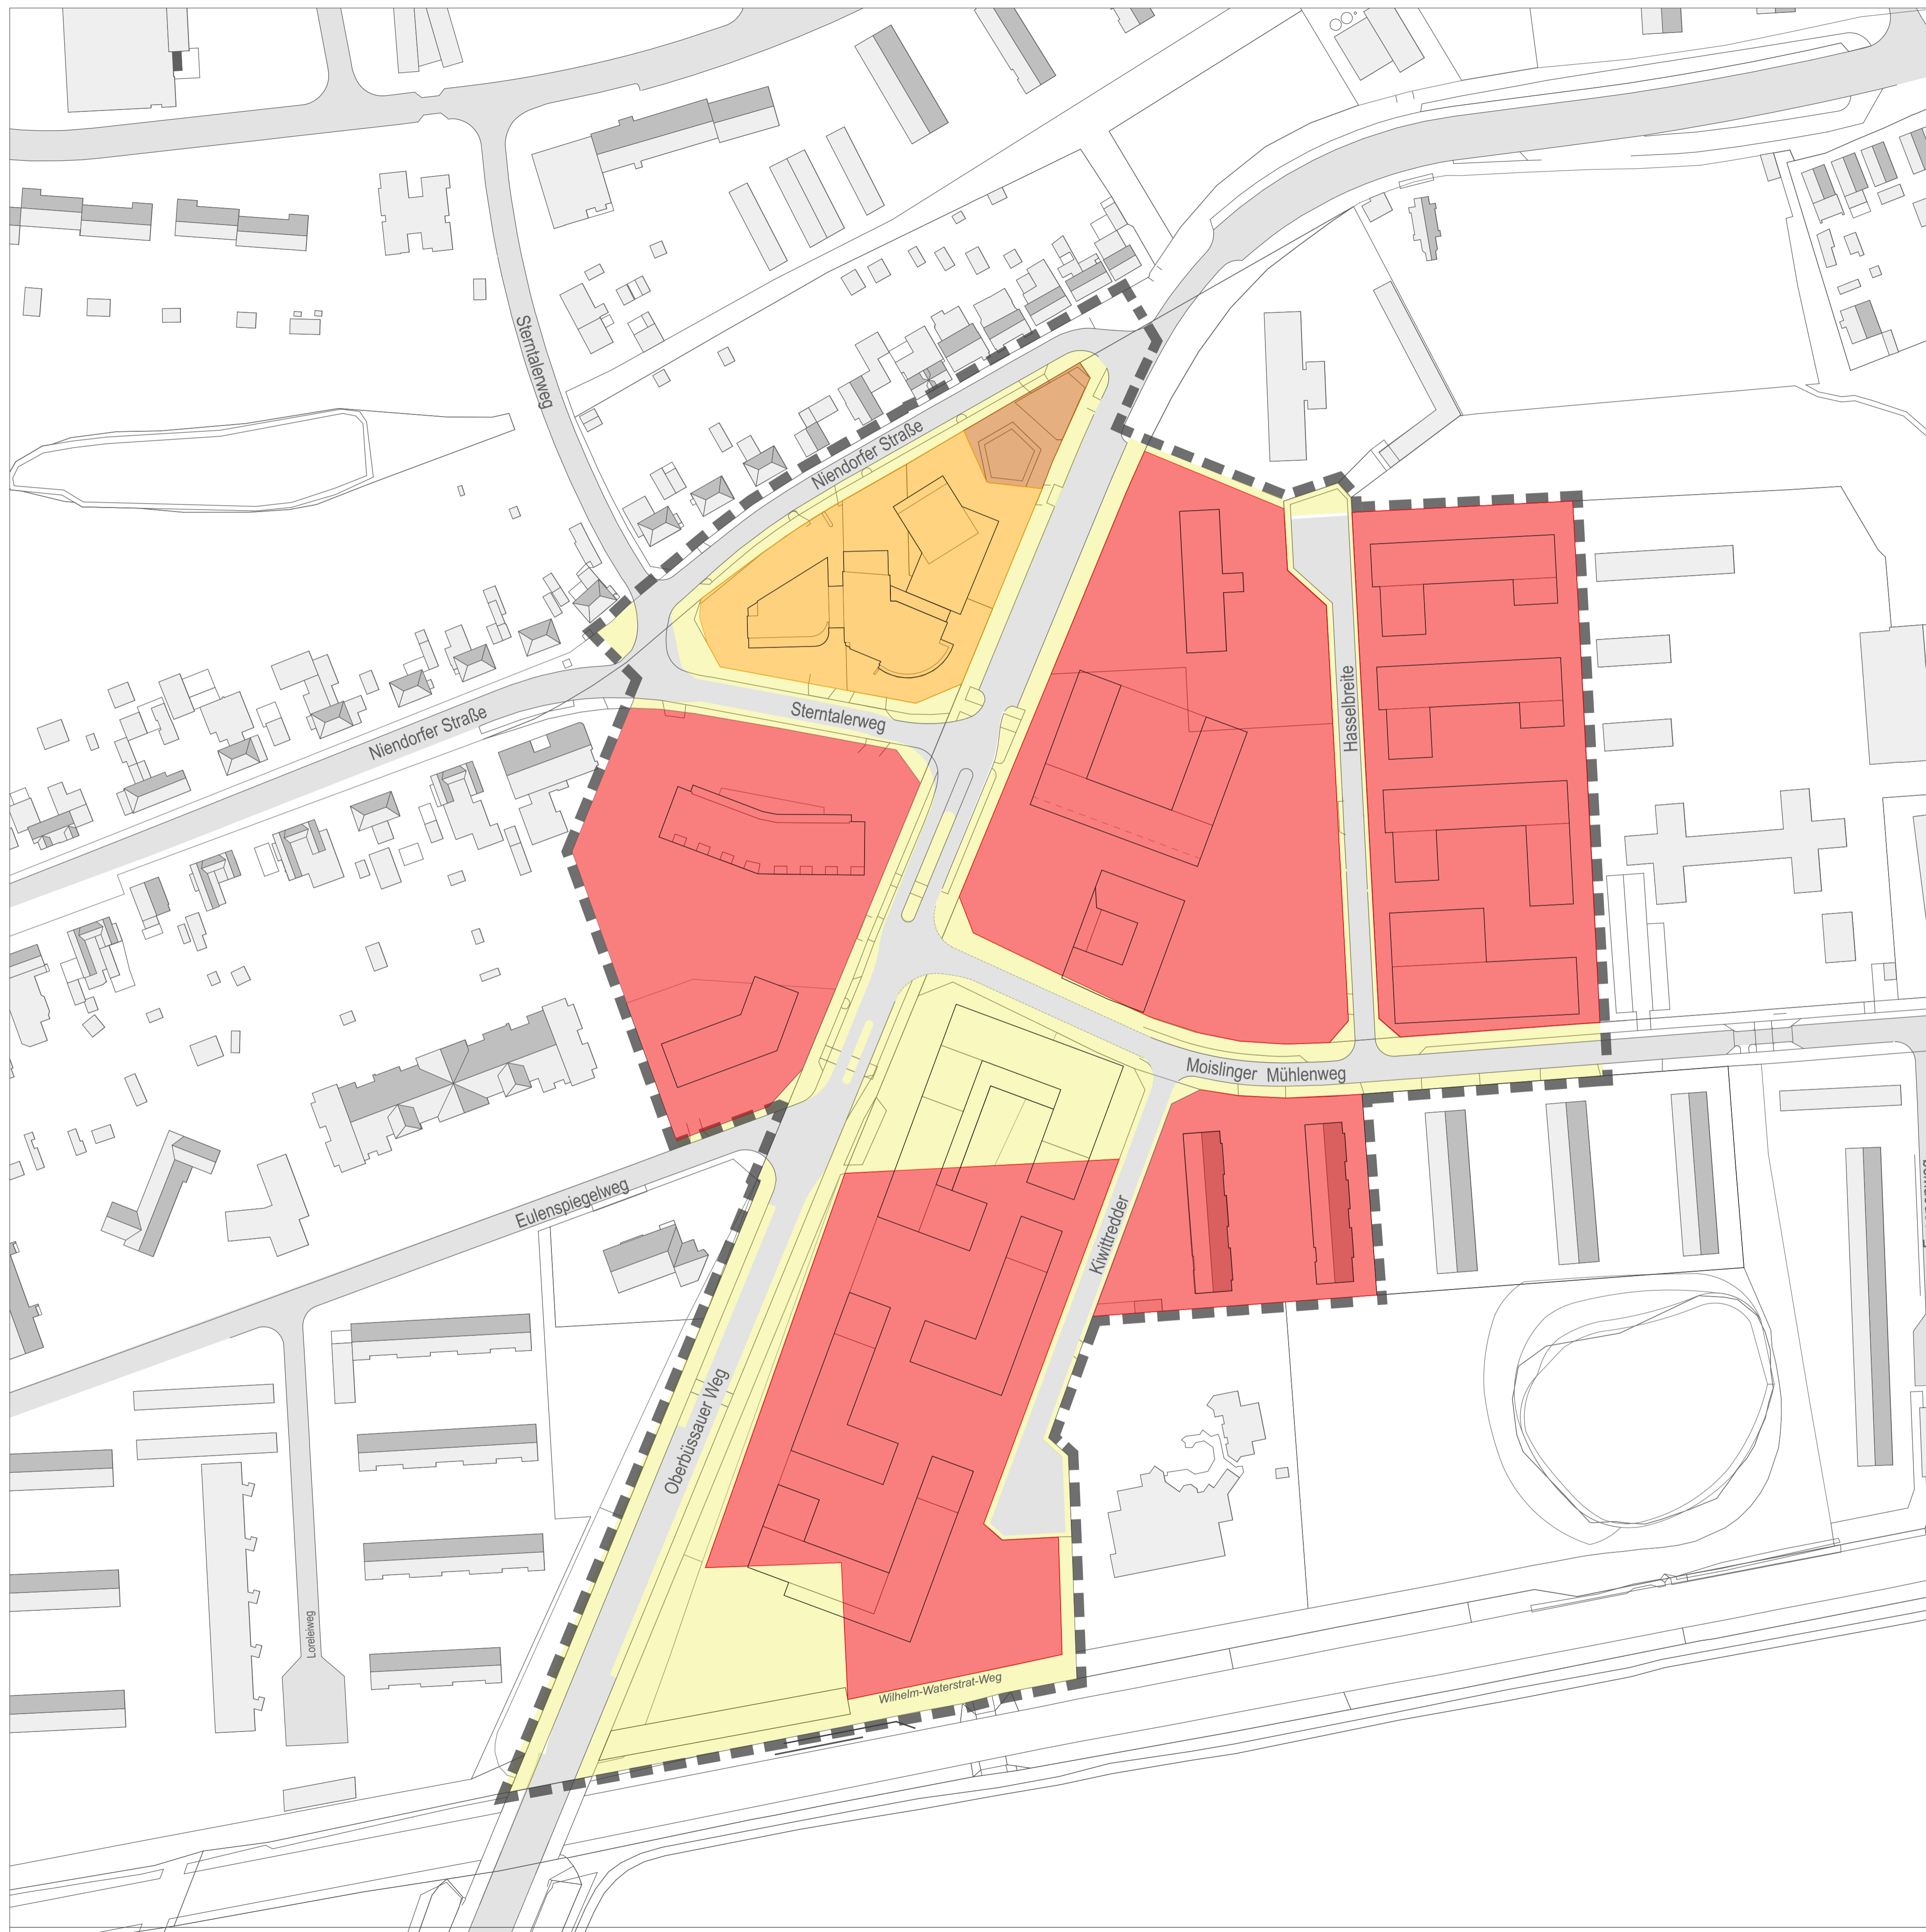 Sterntalerweg
Niendorfer Straße
Niendorfer Straße
Sterntalerweg
Hasselbreite
Moislinger Mühlenweg
Eulenspiegelweg
Kiwittredder
Oberbüssauer Weg
Loreleiweg
Wilhelm-Waterstrat-Weg